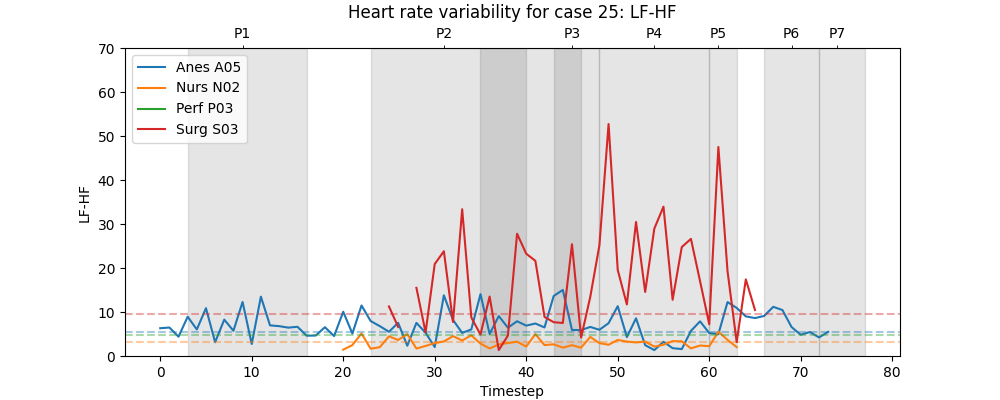 Heart rate variability for case 25: LF-HF
P1 P2 P3 P4 P5 P6 P7
70
60
50
40
30
20
10
0
LF-HF
Anes A05
Nurs N02
Perf P03
Surg S03
0 10 20 30 40 50 60 70 80
Timestep